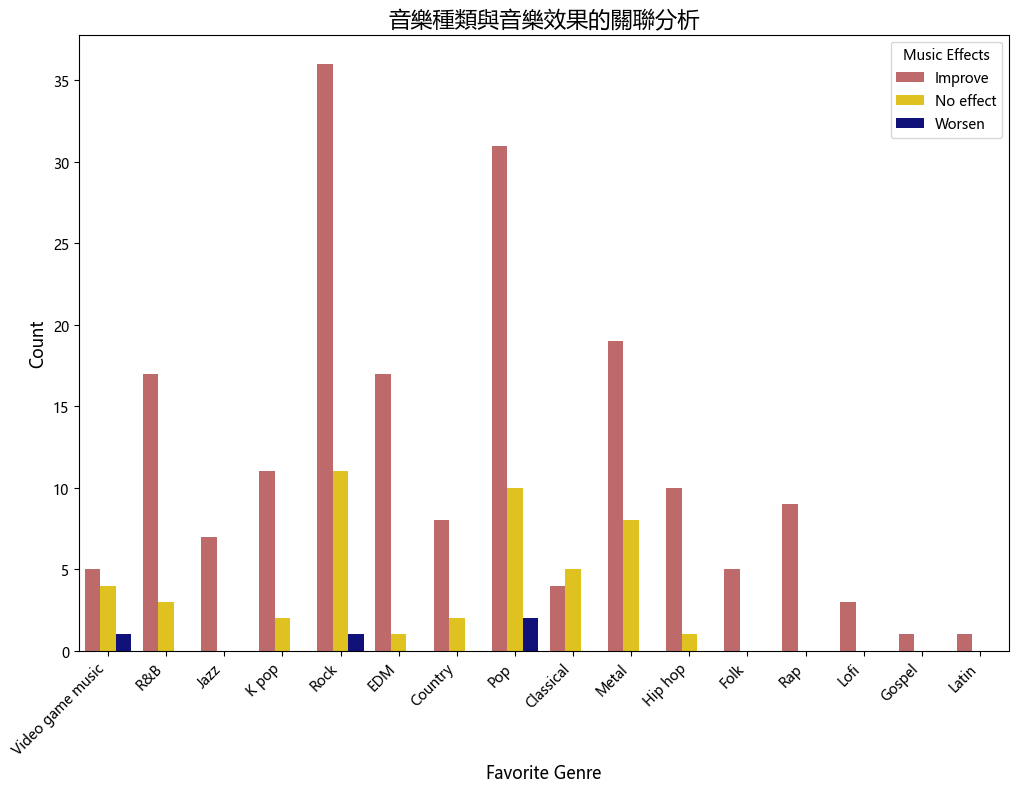 音樂種類與音樂效果的關聯分析
Music Effects
Improve
No effect
Worsen
Count
35
30
25
20
15
10
5
0
Video game music
R&B
Jazz
K pop
Rock
EDM
Country
Pop
Classical
Metal
Hip hop
Folk
Rap
Lofi
Gospel
Latin
Favorite Genre